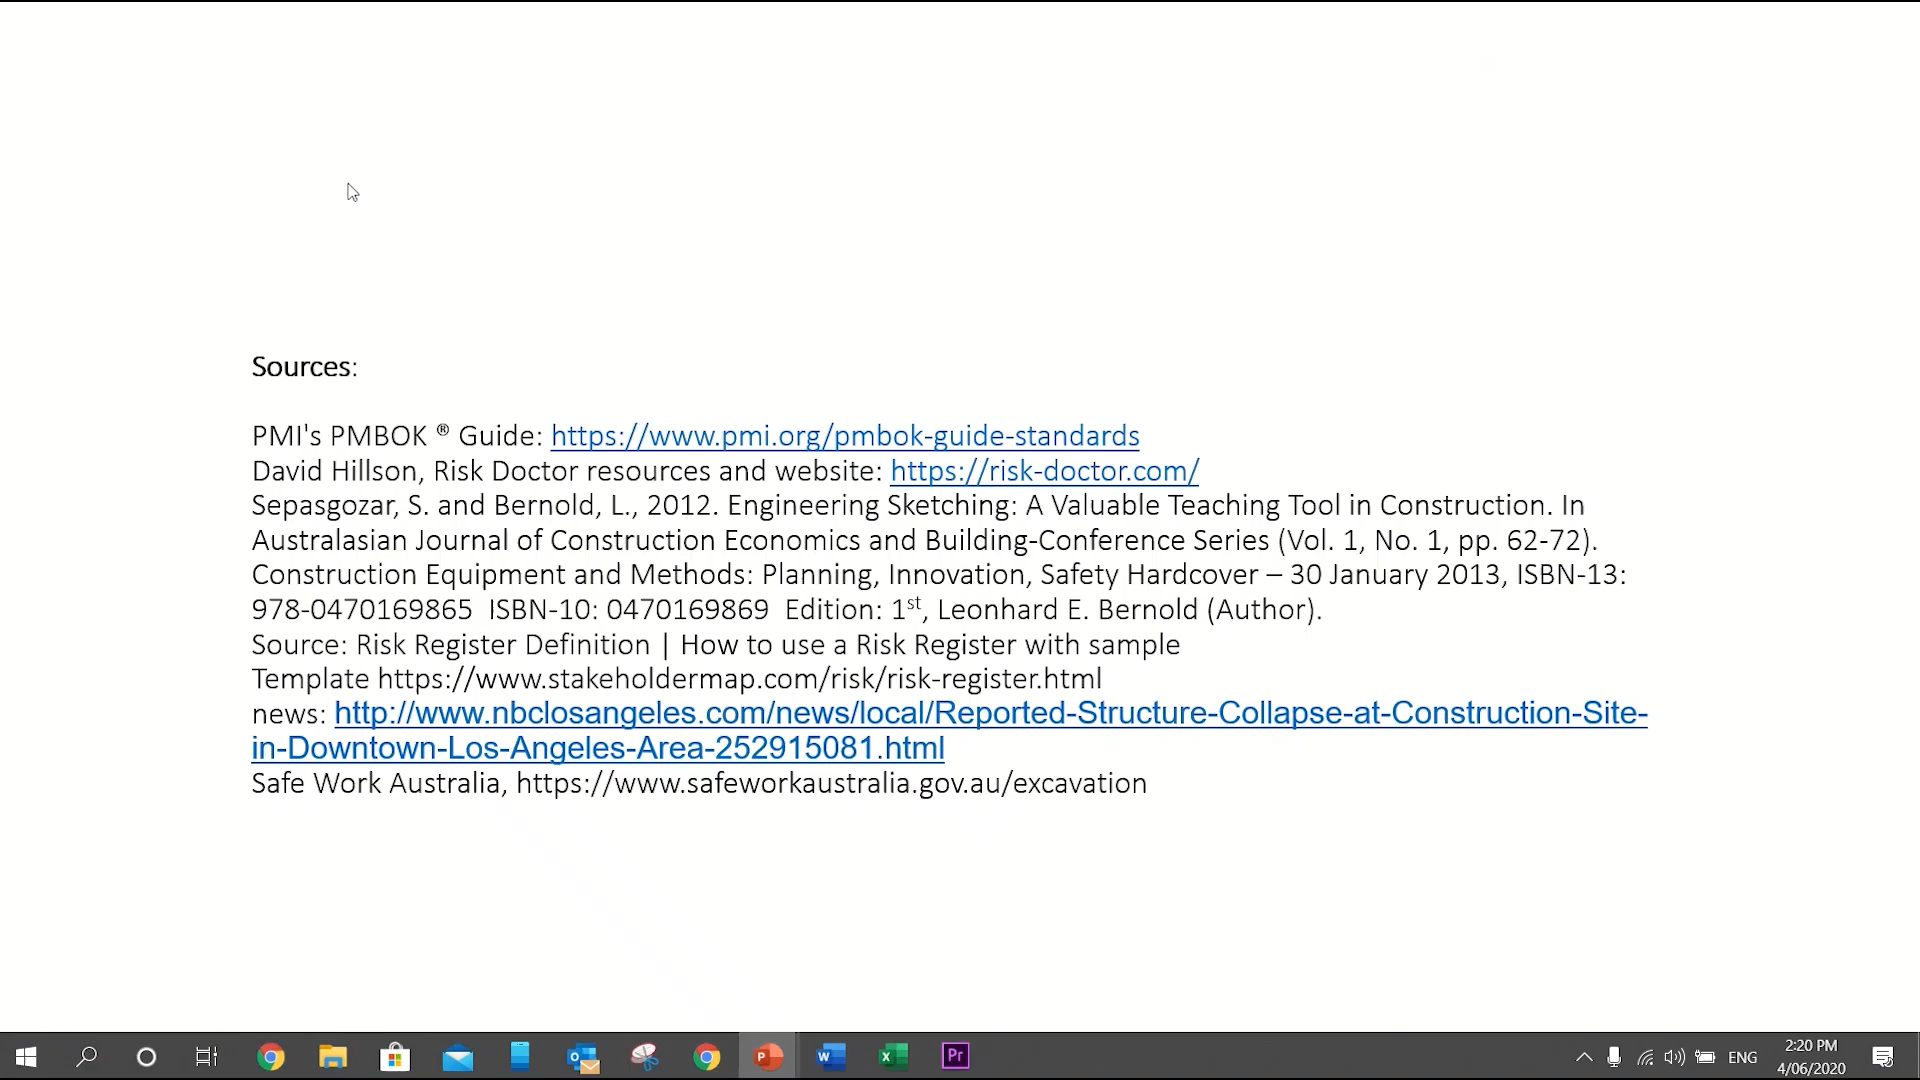 Sources:
PMI's PMBOK ® Guide: https://www.pmi.org/pmbok-guide-standards
David Hillson, Risk Doctor resources and website: https://risk-doctor.com/
Sepasgozar, S. and Bernold, L., 2012. Engineering Sketching: A Valuable Teaching Tool in Construction. In
Australasian Journal of Construction Economics and Building-Conference Series (Vol. 1, No. 1, pp. 62-72).
Construction Equipment and Methods: Planning, Innovation, Safety Hardcover – 30 January 2013, ISBN-13:
978-0470169865  ISBN-10: 0470169869  Edition: 1st, Leonhard E. Bernold (Author).
Source: Risk Register Definition | How to use a Risk Register with sample
Template https://www.stakeholdermap.com/risk/risk-register.html
news: http://www.nbclosangeles.com/news/local/Reported-Structure-Collapse-at-Construction-Site-
in-Downtown-Los-Angeles-Area-252915081.html
Safe Work Australia, https://www.safeworkaustralia.gov.au/excavation
P
W
X
Pr
ENG
2:20 PM
4/06/2020